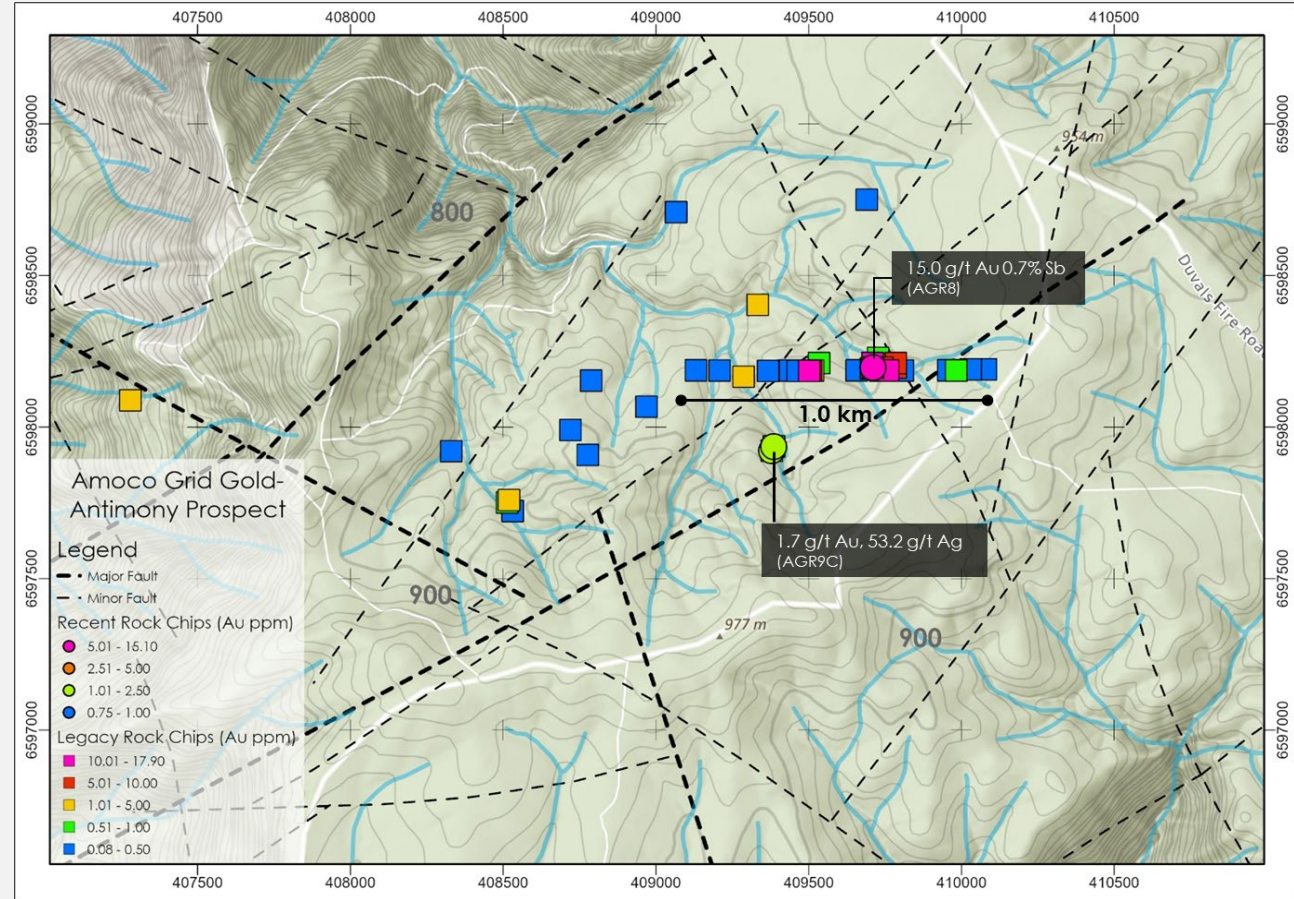 407500 408000 408500 409000 409500 410000 410500
6599000
6599000
954 m
800
Duvals Fire Road
6598500
6598500
15.0 g/t Au 0.7% Sb
(AGR8)
6598000
6598000
1.0 km
1.7 g/t Au, 53.2 g/t Ag
(AGR9C)
6597500
6597500
900
977 m
900
6597000
6597000
Amoco Grid Gold-
Antimony Prospect
Legend
Major Fault
Minor Fault
Recent Rock Chips (Au ppm)
5.01 - 15.10
2.51 - 5.00
1.01 - 2.50
0.75 - 1.00
Legacy Rock Chips (Au ppm)
10.01 - 17.90
5.01 - 10.00
1.01 - 5.00
0.51 - 1.00
0.08 - 0.50
407500 408000 408500 409000 409500 410000 410500